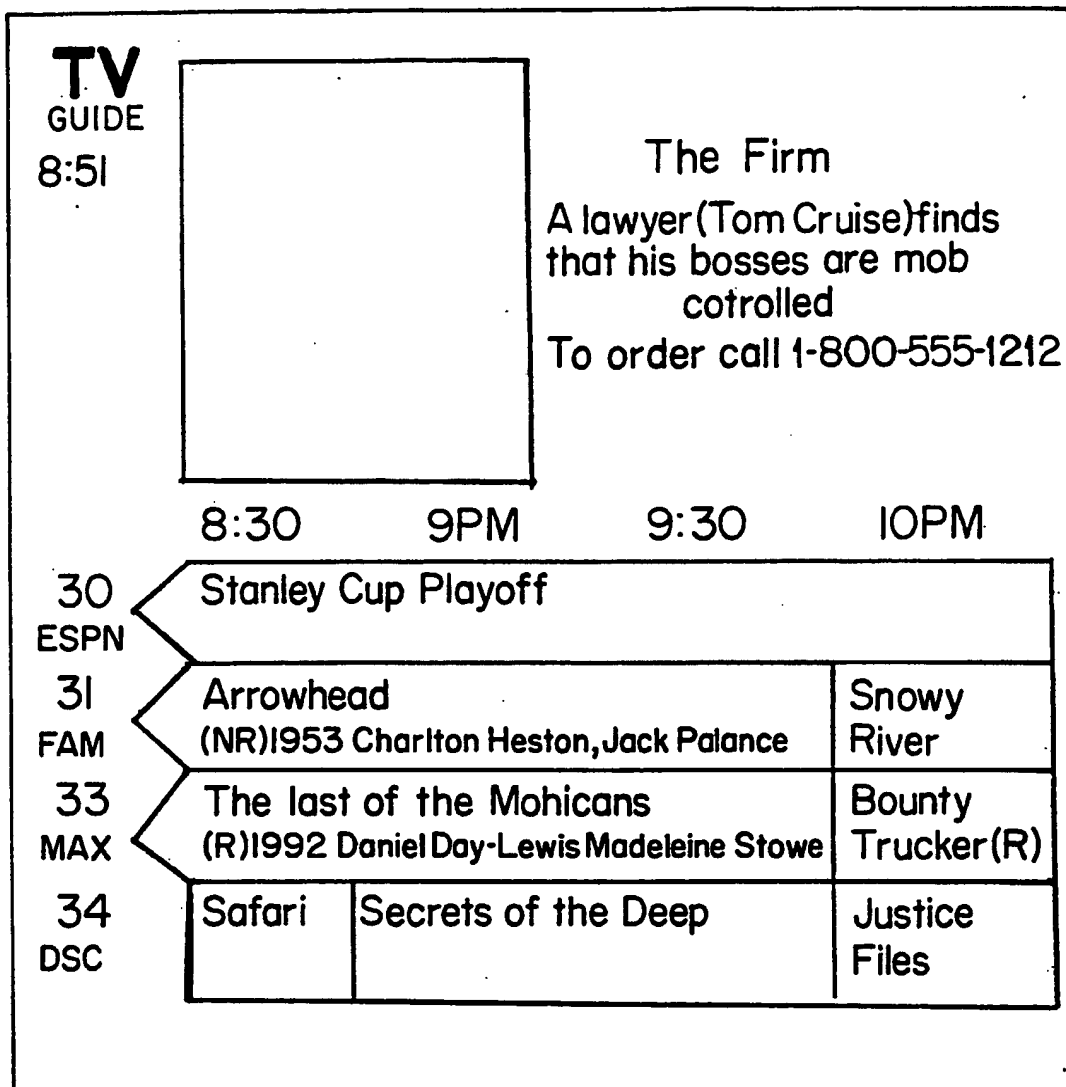 TV
GUIDE
8:51
The Firm
A lawyer(Tom Cruise)finds
that his bosses are mob
cotrolled
To order call 1-800-555-1212
8:30 9PM 9:30 10PM
30 Stanley Cup Playoff
ESPN
31 Arrowhead Snowy
FAM (NR)1953 Charlton Heston,Jack Palance River
33 The last of the Mohicans Bounty
MAX (R)1992 Daniel Day-Lewis Madeleine Stowe Trucker(R)
34 Safari Secrets of the Deep Justice
DSC Files